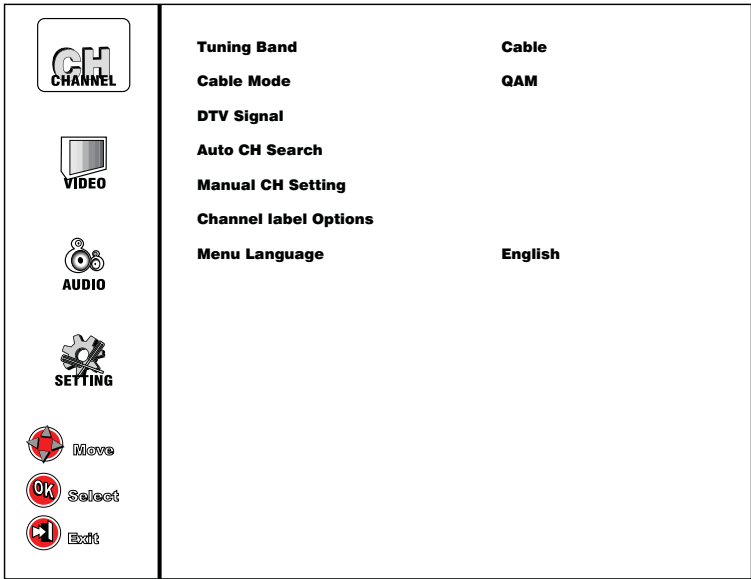 CH
CHANNEL
VIDEO
AUDIO
SETTING
Move
OK
Select
Exit
Tuning Band Cable
Cable Mode QAM
DTV Signal
Auto CH Search
Manual CH Setting
Channel label Options
Menu Language English